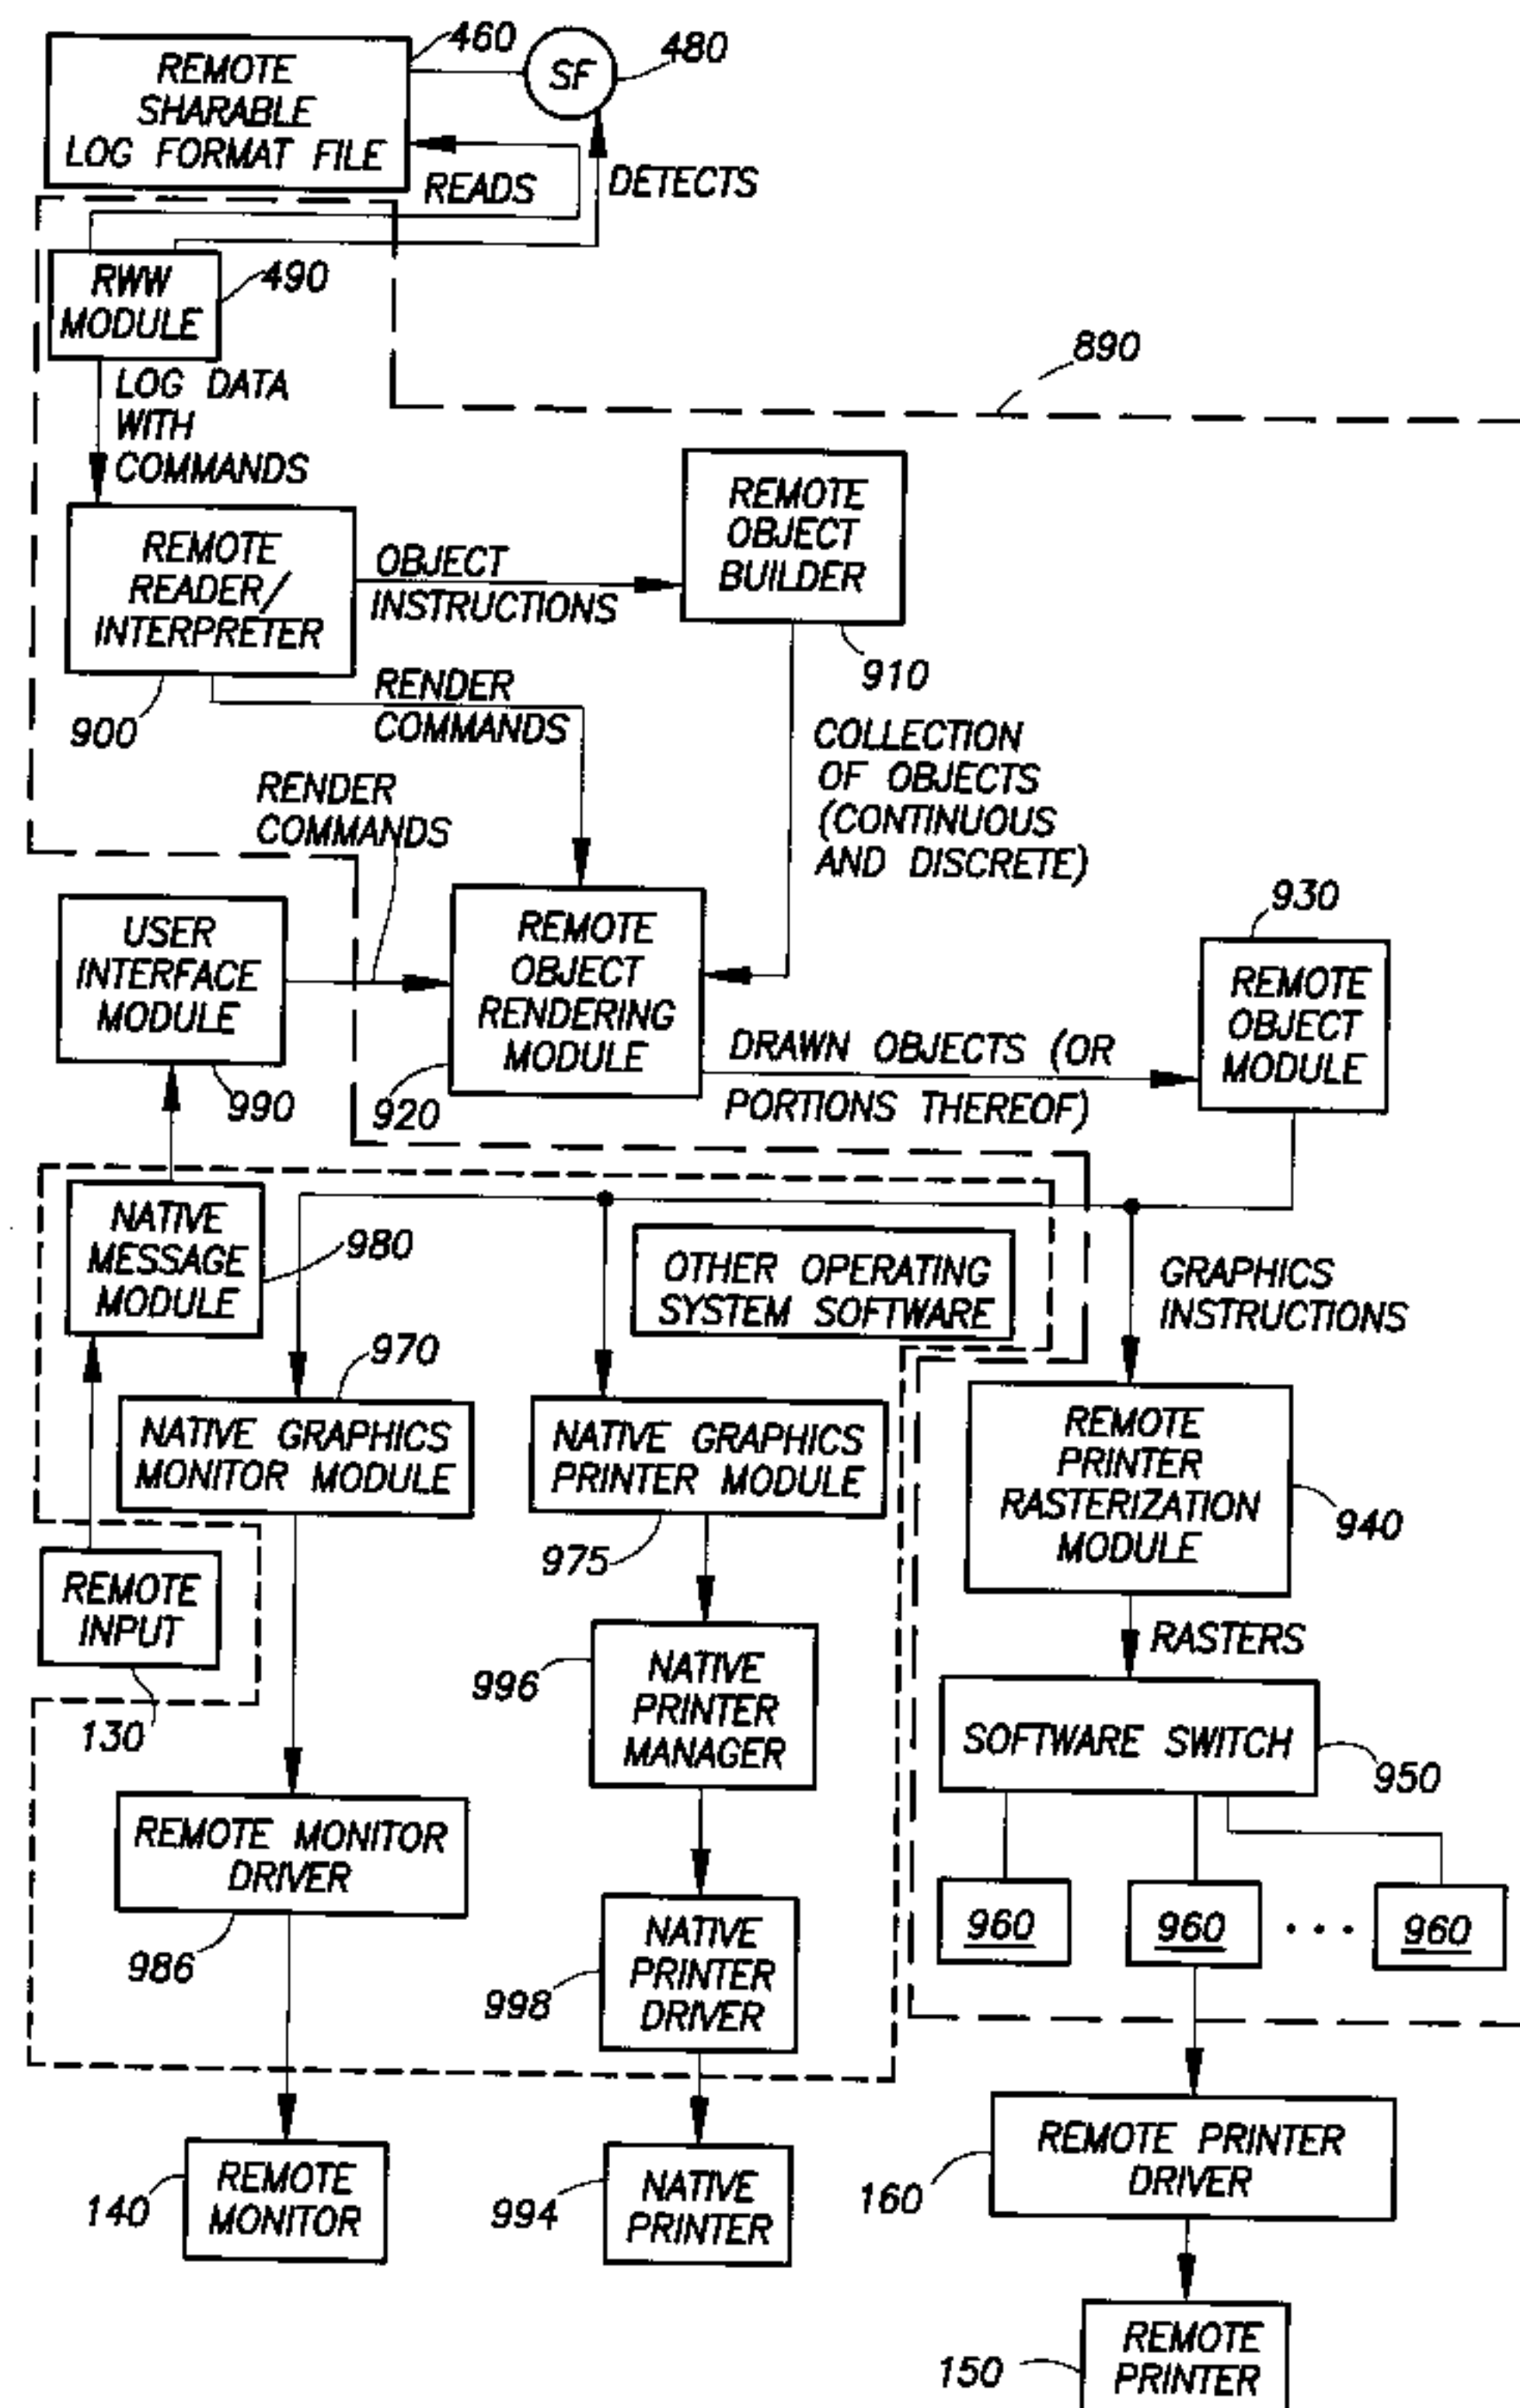 460
SF
480
REMOTE
SHARABLE
LOG FORMAT FILE
READS
DETECTS
RWW
MODULE
490
890
LOG DATA
WITH
COMMANDS
REMOTE
OBJECT
BUILDER
910
REMOTE
READER/
INTERPRETER
900
OBJECT
INSTRUCTIONS
RENDER
COMMANDS
COLLECTION
OF OBJECTS
(CONTINUOUS
AND DISCRETE)
RENDER
COMMANDS
USER
INTERFACE
MODULE
990
REMOTE
OBJECT
RENDERING
MODULE
920
930
REMOTE
OBJECT
MODULE
DRAWN OBJECTS (OR
PORTIONS THEREOF)
NATIVE
MESSAGE
MODULE
980
OTHER OPERATING
SYSTEM SOFTWARE
GRAPHICS
INSTRUCTIONS
970
NATIVE GRAPHICS
MONITOR MODULE
NATIVE GRAPHICS
PRINTER MODULE
975
REMOTE
PRINTER
RASTERIZATION
MODULE
940
REMOTE
INPUT
130
996
NATIVE
PRINTER
MANAGER
RASTERS
SOFTWARE SWITCH
950
REMOTE MONITOR
DRIVER
986
998
NATIVE
PRINTER
DRIVER
960
960
• • •
960
140
REMOTE
MONITOR
994
NATIVE
PRINTER
160
REMOTE PRINTER
DRIVER
150
REMOTE
PRINTER